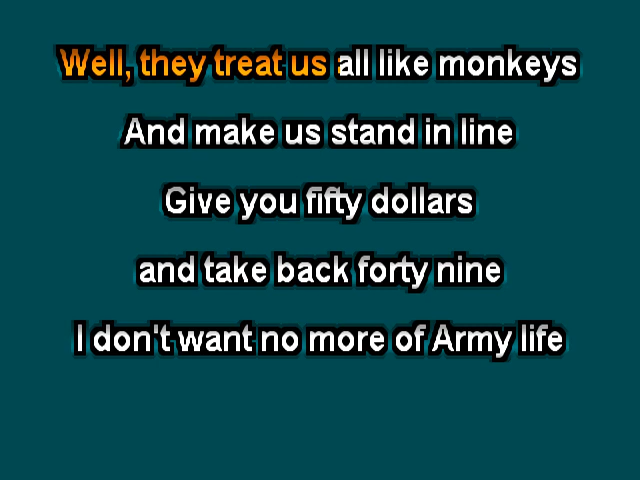 Well, they treat us all like monkeys
And make us stand in line
Give you fifty dollars
and take back forty nine
I don't want no more of Army life